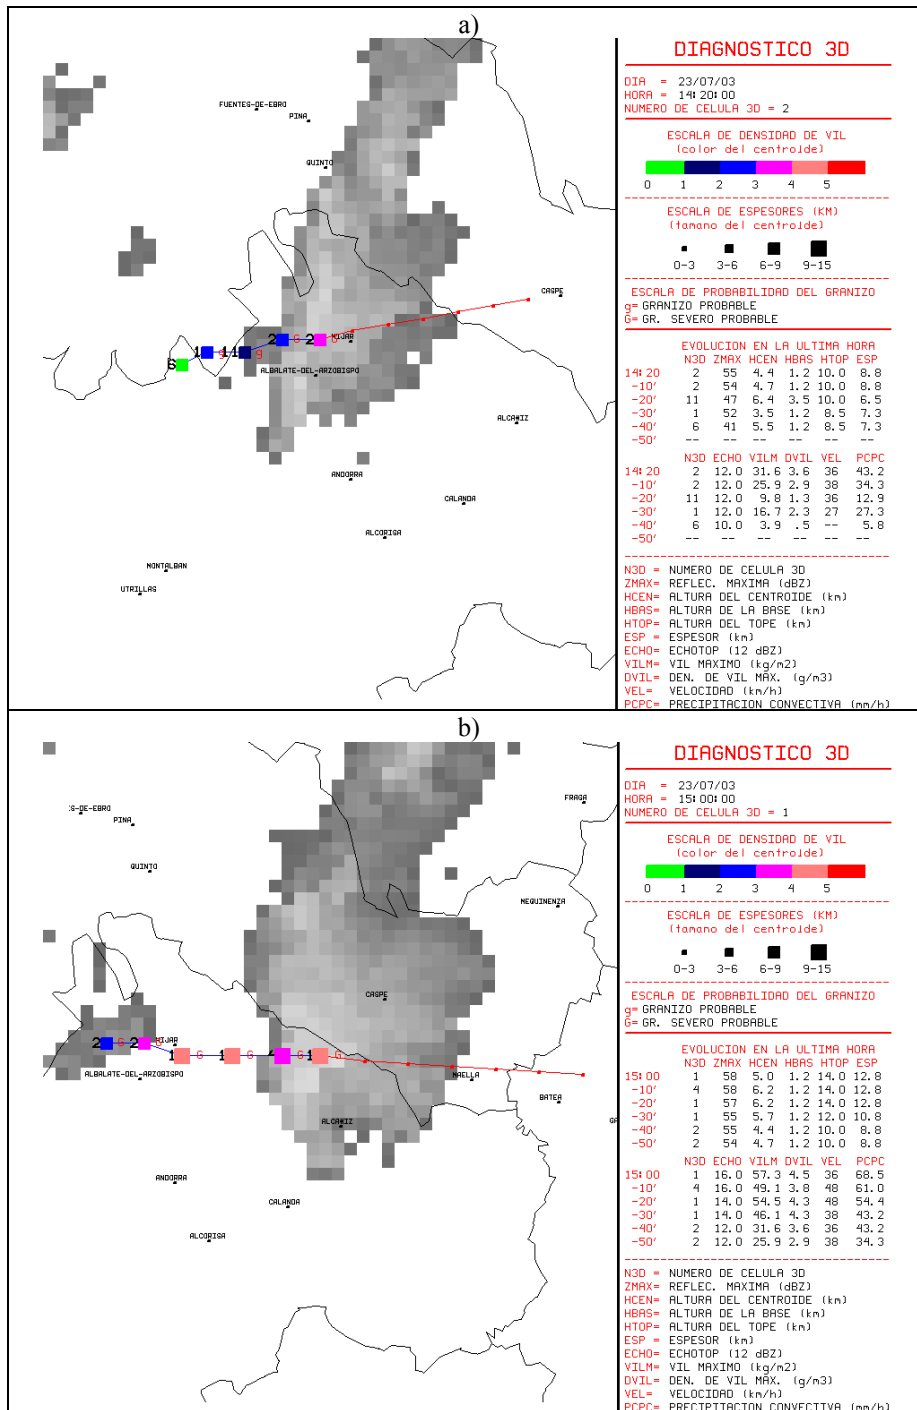 a)
DIAGNOSTICO 3D
DIA = 23/07/03
HORA = 14:20:00
NUMERO DE CELULA 3D = 2
ESCALA DE DENSIDAD DE VIL
(color del centroide)
0 1 2 3 4 5
ESCALA DE ESPESORES (KM)
(tamano del centroide)
0-3 3-6 6-9 9-15
ESCALA DE PROBABILIDAD DEL GRANIZO
g= GRANIZO PROBABLE
G= GR. SEVERO PROBABLE
EVOLUCION EN LA ULTIMA HORA
N3D ZMAX HCEN HBAS HTOP ESP
14:20 2 55 4.4 1.2 10.0 8.8
-10' 2 54 4.7 1.2 10.0 8.8
-20' 11 47 6.4 3.5 10.0 6.5
-30' 1 52 3.5 1.2 8.5 7.3
-40' 6 41 5.5 1.2 8.5 7.3
-50' -- -- -- -- -- --
N3D ECHO VILM DVIL VEL PCPC
14:20 2 12.0 31.6 3.6 36 43.2
-10' 2 12.0 25.9 2.9 38 34.3
-20' 11 12.0 9.8 1.3 36 12.9
-30' 1 12.0 16.7 2.3 27 27.3
-40' 6 10.0 3.9 .5 -- 5.8
-50' -- -- -- -- -- --
N3D = NUMERO DE CELULA 3D
ZMAX= REFLEC. MAXIMA (dBZ)
HCEN= ALTURA DEL CENTROIDE (km)
HBAS= ALTURA DE LA BASE (km)
HTOP= ALTURA DEL TOPE (km)
ESP = ESPESOR (km)
ECHO= ECHOTOP (12 dBZ)
VILM= VIL MAXIMO (kg/m2)
DVIL= DEN. DE VIL MAX. (g/m3)
VEL= VELOCIDAD (km/h)
PCPC= PRECIPITACION CONVECTIVA (mm/h)
FUENTES-DE-EBRO
PINA
QUINTO
CASPE
6 1 g 11 g 2 G 2 G
HIJAR
ALBALATE-DEL-ARZOBISPO
ALCAÑIZ
ANDORRA
CALANDA
ALCORISA
MONTALBAN
UTRILLAS
b)
DIAGNOSTICO 3D
DIA = 23/07/03
HORA = 15:00:00
NUMERO DE CELULA 3D = 1
ESCALA DE DENSIDAD DE VIL
(color del centroide)
0 1 2 3 4 5
ESCALA DE ESPESORES (KM)
(tamano del centroide)
0-3 3-6 6-9 9-15
ESCALA DE PROBABILIDAD DEL GRANIZO
g= GRANIZO PROBABLE
G= GR. SEVERO PROBABLE
EVOLUCION EN LA ULTIMA HORA
N3D ZMAX HCEN HBAS HTOP ESP
15:00 1 58 5.0 1.2 14.0 12.8
-10' 4 58 6.2 1.2 14.0 12.8
-20' 1 57 6.2 1.2 14.0 12.8
-30' 1 55 5.7 1.2 12.0 10.8
-40' 2 55 4.4 1.2 10.0 8.8
-50' 2 54 4.7 1.2 10.0 8.8
N3D ECHO VILM DVIL VEL PCPC
15:00 1 16.0 57.3 4.5 36 68.5
-10' 4 16.0 49.1 3.8 48 61.0
-20' 1 14.0 54.5 4.3 48 54.4
-30' 1 14.0 46.1 4.3 38 43.2
-40' 2 12.0 31.6 3.6 36 43.2
-50' 2 12.0 25.9 2.9 38 34.3
N3D = NUMERO DE CELULA 3D
ZMAX= REFLEC. MAXIMA (dBZ)
HCEN= ALTURA DEL CENTROIDE (km)
HBAS= ALTURA DE LA BASE (km)
HTOP= ALTURA DEL TOPE (km)
ESP = ESPESOR (km)
ECHO= ECHOTOP (12 dBZ)
VILM= VIL MAXIMO (kg/m2)
DVIL= DEN. DE VIL MAX. (g/m3)
VEL= VELOCIDAD (km/h)
PCPC= PRECIPITACION CONVECTIVA (mm/h)
S-DE-EBRO
PINA
FRAGA
QUINTO
MEQUINENZA
CASPE
2 G 2 G 1 G 1 G 4 G 1 G
HIJAR
ALBALATE-DEL-ARZOBISPO
MAELLA
BATEA
GA
ALCAÑIZ
ANDORRA
CALANDA
ALCORISA